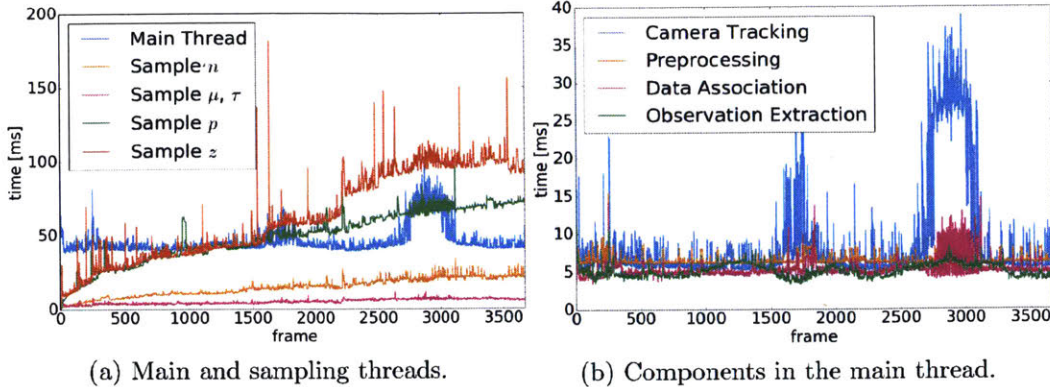 200
150
100
50
0
time [ms]
Main Thread
Sample n
Sample μ, τ
Sample p
Sample z
0 500 1000 1500 2000 2500 3000 3500
frame
(a) Main and sampling threads.
40
35
30
25
20
15
10
5
0
time [ms]
Camera Tracking
Preprocessing
Data Association
Observation Extraction
0 500 1000 1500 2000 2500 3000 3500
frame
(b) Components in the main thread.